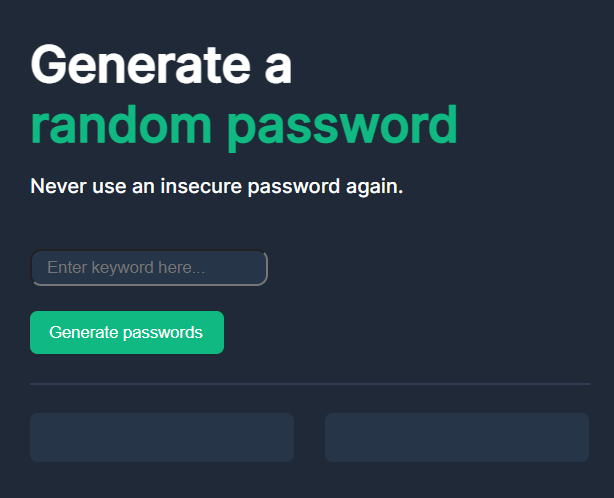 Generate a
random password
Never use an insecure password again.
Enter keyword here...
Generate passwords